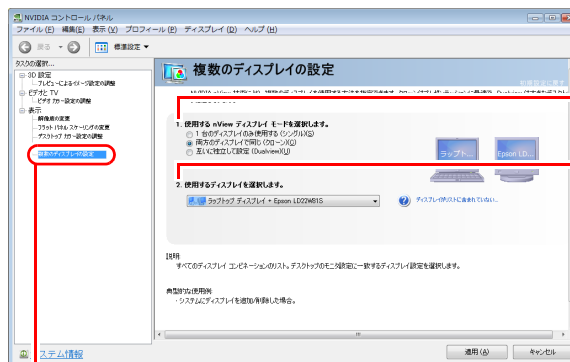 NVIDIA コントロール パネル
ファイル(F) 編集(E) 表示(V) プロファイル(P) ディスプレイ(D) ヘルプ(H)
戻る
標準設定
タスクの選択...
3D 設定
プレビューによるイメージ設定の調整
ビデオと TV
ビデオ カラー設定の調整
表示
解像度の変更
フラット パネル スケーリングの変更
デスクトップ カラー設定の調整
複数のディスプレイの設定
システム情報
複数のディスプレイの設定
初期設定に戻す
1. 使用する nView ディスプレイ モードを選択します。
1 台のディスプレイのみ使用する (シングル)(S)
両方のディスプレイで同じ (クローン)(C)
互いに独立して設定 (Dualview)(U)
ラップト...
Epson LD...
2. 使用するディスプレイを選択します。
ラップトップ ディスプレイ + Epson LD22W81S
ディスプレイがリストに含まれていない...
説明
すべてのディスプレイ コンビネーションのリスト。デスクトップのモニタ設定に一致するディスプレイ設定を選択します。
典型的な使用例:
・システムにディスプレイを追加/削除した場合。
適用(A)
キャンセル